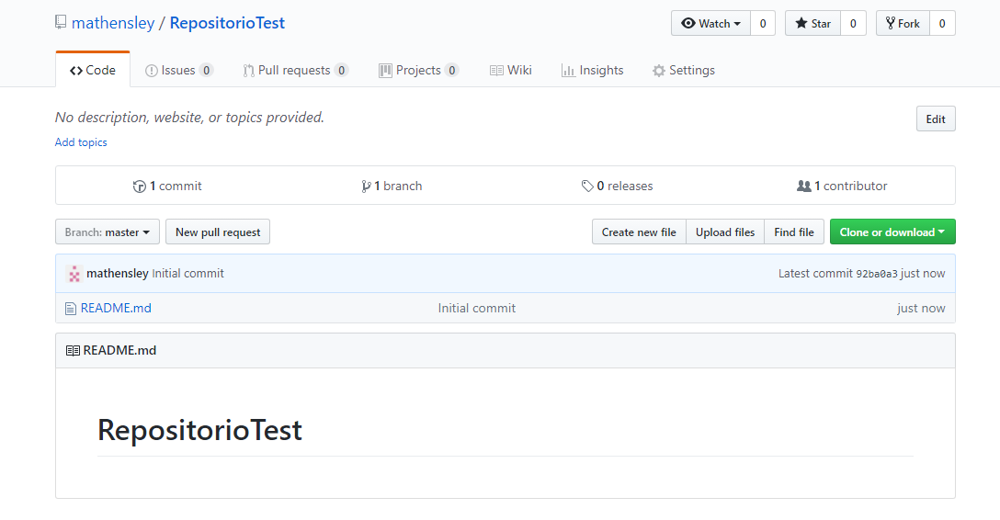 mathensley / RepositorioTest Watch 0 Star 0 Fork 0
Code Issues 0 Pull requests 0 Projects 0 Wiki Insights Settings
No description, website, or topics provided. Edit
Add topics
1 commit 1 branch 0 releases 1 contributor
Branch: master New pull request Create new file Upload files Find file Clone or download
mathensley Initial commit Latest commit 92ba0a3 just now
README.md Initial commit just now
README.md
RepositorioTest